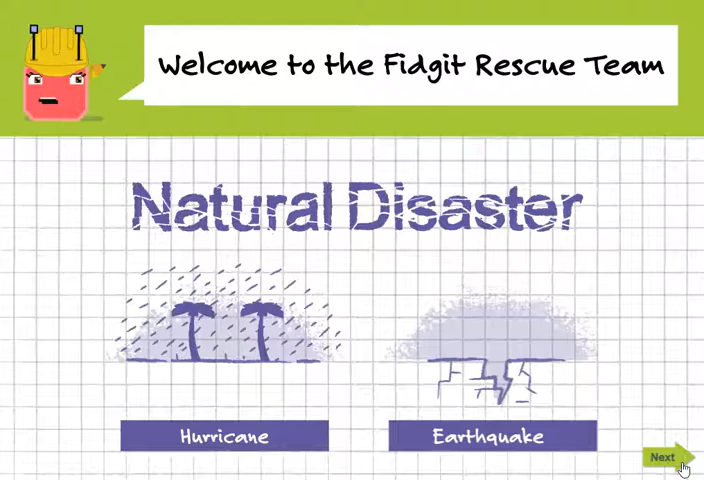 Welcome to the Fidgit Rescue Team
Natural Disaster
Hurricane
Earthquake
Next